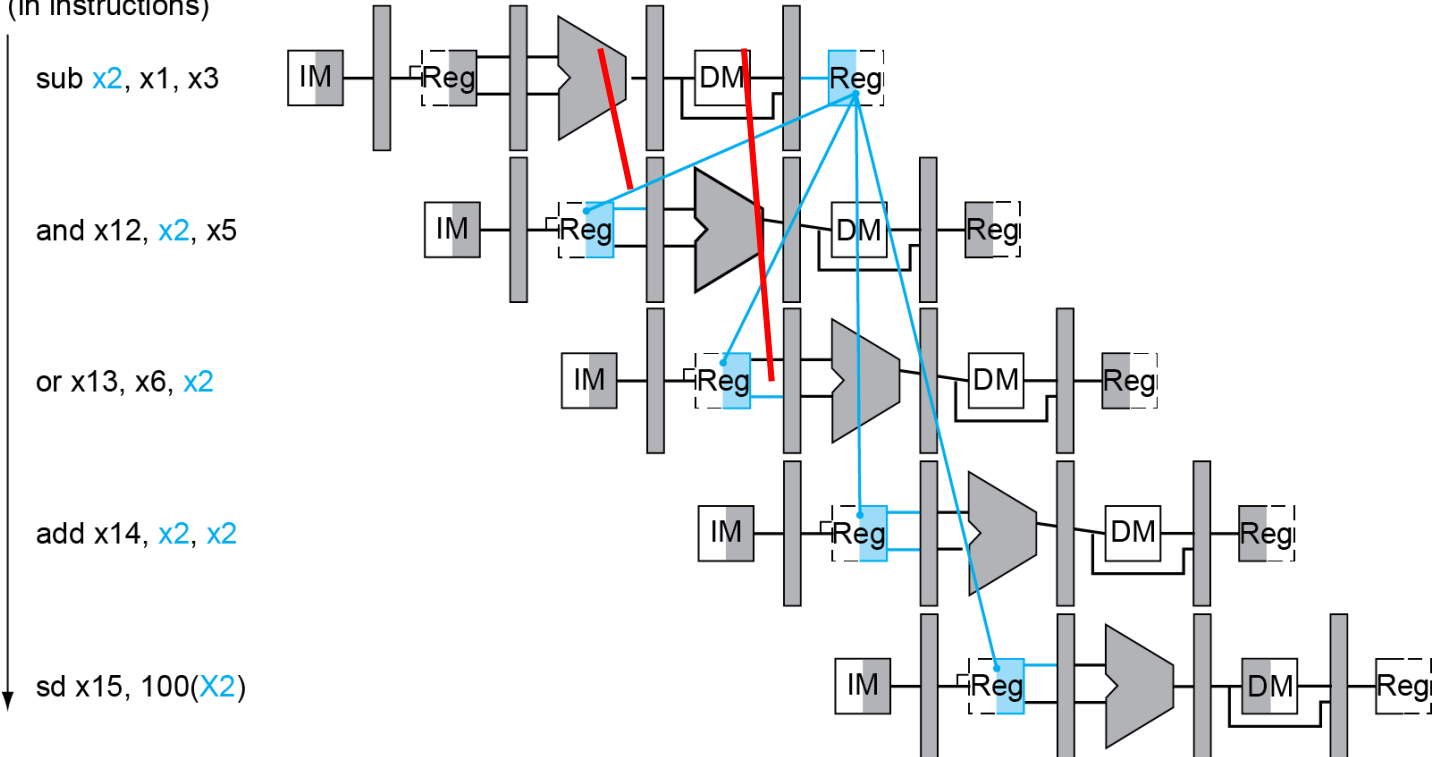 (in instructions)
sub x2, x1, x3
IM Reg DM Reg
and x12, x2, x5
IM Reg DM Reg
or x13, x6, x2
IM Reg DM Reg
add x14, x2, x2
IM Reg DM Reg
sd x15, 100(X2)
IM Reg DM Reg